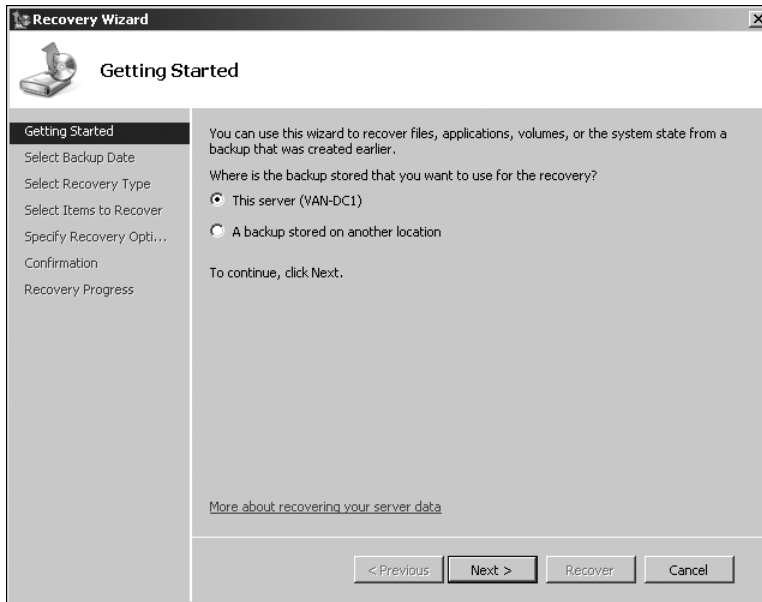 Recovery Wizard
Getting Started
Getting Started
Select Backup Date
Select Recovery Type
Select Items to Recover
Specify Recovery Opti...
Confirmation
Recovery Progress
You can use this wizard to recover files, applications, volumes, or the system state from a
backup that was created earlier.
Where is the backup stored that you want to use for the recovery?
This server (VAN-DC1)
A backup stored on another location
To continue, click Next.
More about recovering your server data
< Previous
Next >
Recover
Cancel